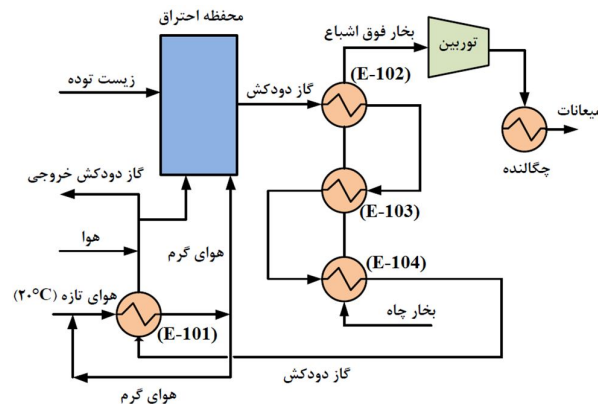 محفظه احتراق
بخار فوق اشباع
توربین
زیست توده
گاز دودکش
(E-102)
میعانات
چگالنده
گاز دودکش خروجی
(E-103)
هوا
هوای گرم
(E-104)
هوای تازه (۲۰°C)
بخار چاه
(E-101)
گاز دودکش
هوای گرم